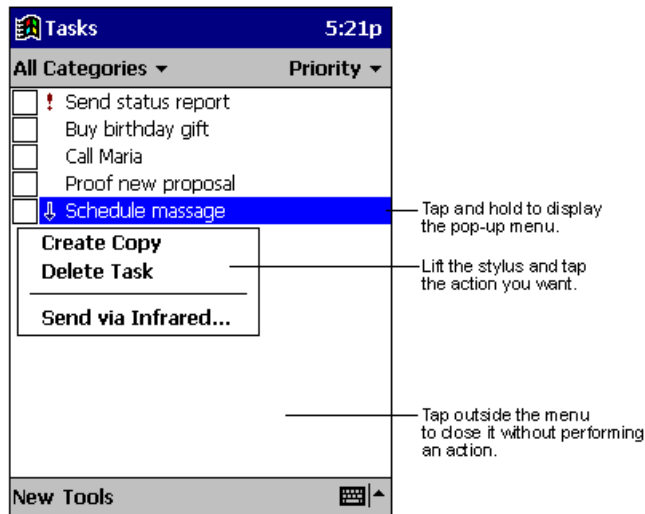 Tasks 5:21p
All Categories Priority
! Send status report
Buy birthday gift
Call Maria
Proof new proposal
Schedule massage
Create Copy
Delete Task
Send via Infrared...
New Tools
Tap and hold to display
the pop-up menu.
Lift the stylus and tap
the action you want.
Tap outside the menu
to close it without performing
an action.